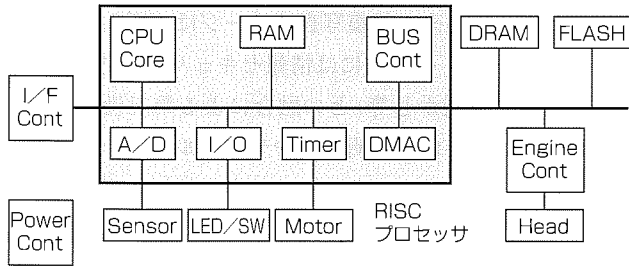 CPU
Core
RAM
BUS
Cont
DRAM
FLASH
I/F
Cont
A/D
I/O
Timer
DMAC
Engine
Cont
Power
Cont
Sensor
LED/SW
Motor
RISC
プロセッサ
Head